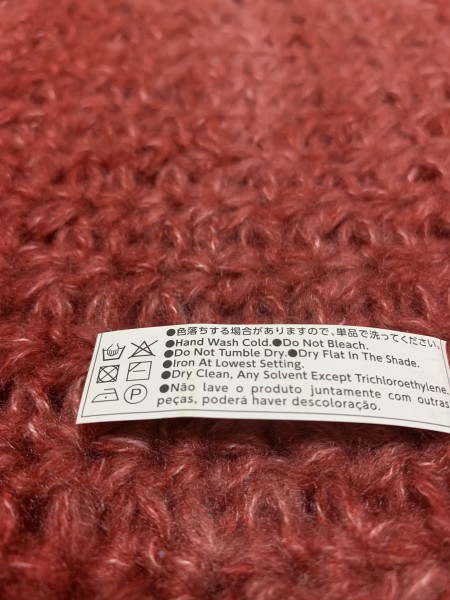 ●色落ちする場合がありますので、単品で洗ってください。
●Hand Wash Cold.●Do Not Bleach.
●Do Not Tumble Dry.●Dry Flat In The Shade.
●Iron At Lowest Setting.
●Dry Clean, Any Solvent Except Trichloroethylene.
●Não lave o produto juntamente com outras
peças, poderá haver descoloração.
P